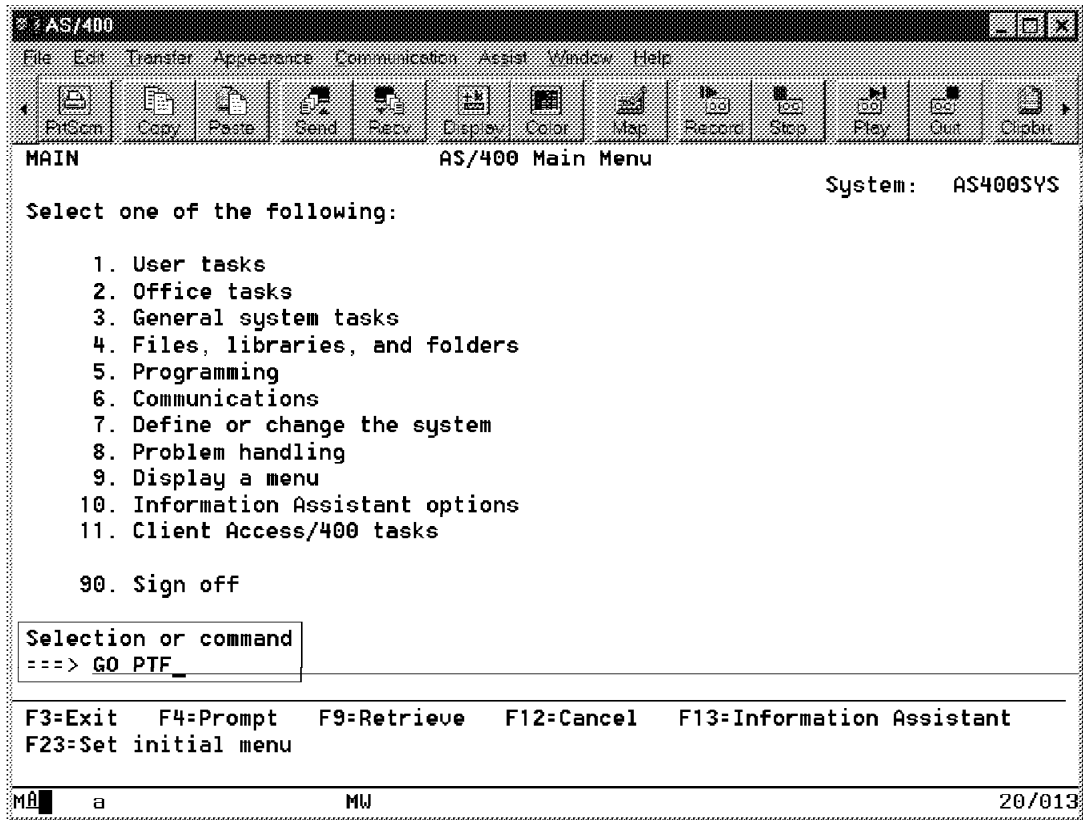 AS/400
File Edit Transfer Appearance Communication Assist Window Help
PrtScrn Copy Paste Send Recv Display Color Map Record Stop Play Quit Clipbrd
MAIN AS/400 Main Menu
System: AS400SYS
Select one of the following:
1. User tasks
2. Office tasks
3. General system tasks
4. Files, libraries, and folders
5. Programming
6. Communications
7. Define or change the system
8. Problem handling
9. Display a menu
10. Information Assistant options
11. Client Access/400 tasks
90. Sign off
Selection or command
===> GO PTF_
F3=Exit F4=Prompt F9=Retrieve F12=Cancel F13=Information Assistant
F23=Set initial menu
MA a MW 20/013